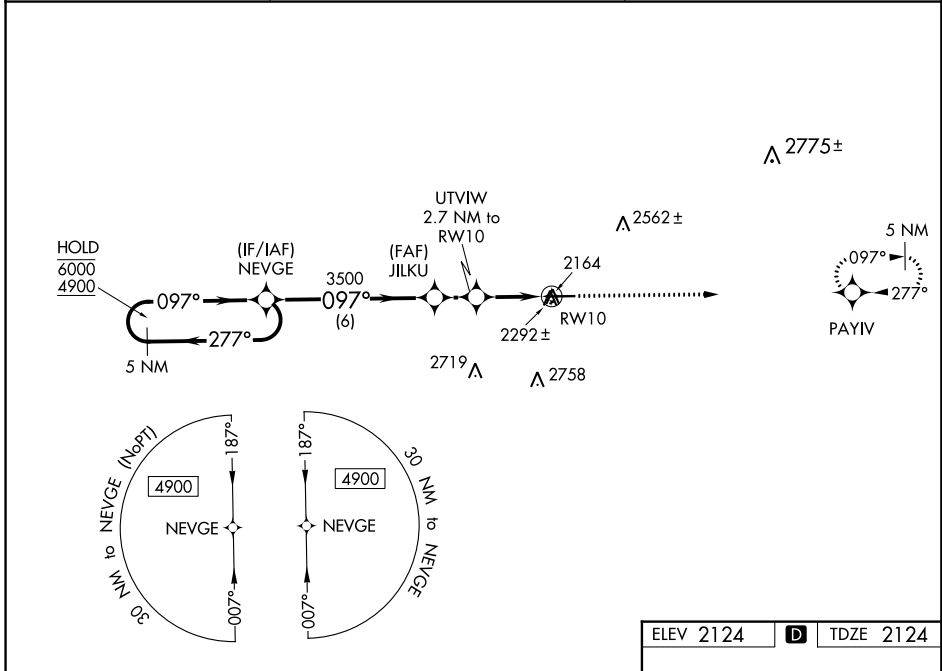 2775±
UTVIW
2.7 NM to
RW10
2562±
5 NM
HOLD
6000
4900
(IF/IAF)
NEVGE
(FAF)
JILKU
3500
097°
097°
(6)
2164
097°
277°
277°
RW10
2292±
PAYIV
5 NM
2719
2758
30 NM to NEVGE (NoPT)
187°
187°
30 NM to NEVGE
4900
4900
NEVGE
NEVGE
007°
007°
ELEV 2124 D TDZE 2124